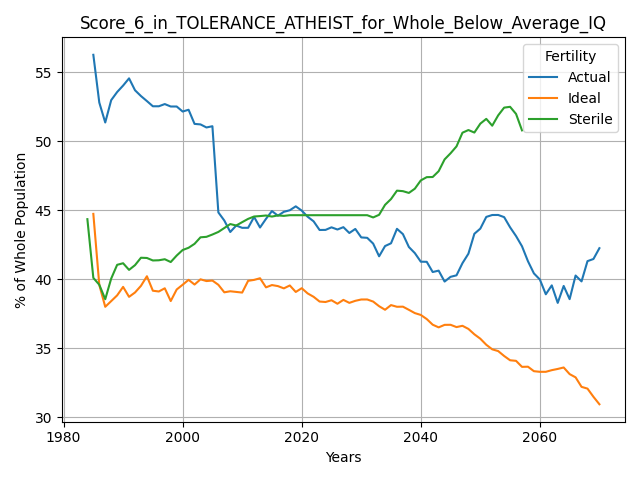 Score_6_in_TOLERANCE_ATHEIST_for_Whole_Below_Average_IQ
Fertility
Actual
Ideal
Sterile
% of Whole Population
55
50
45
40
35
30
1980
2000
2020
2040
2060
Years